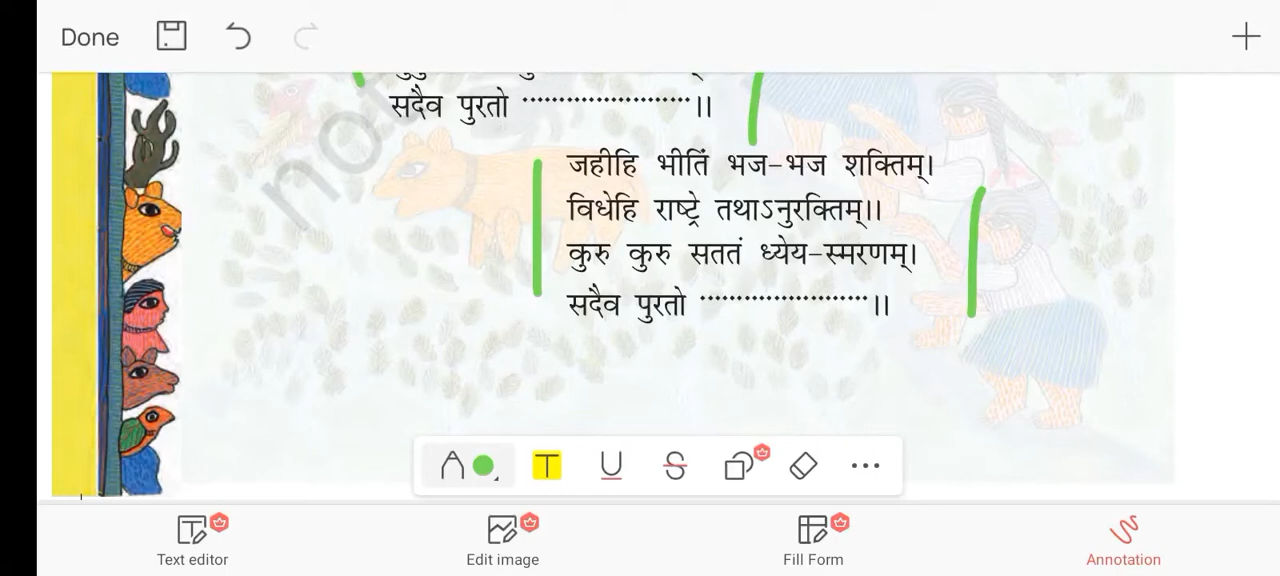 Done
सदैव पुरतो ......................।।
not
जहीहि भीतिं भज-भज शक्तिम्।
विधेहि राष्ट्रे तथाऽनुरक्तिम्।।
कुरु कुरु सततं ध्येय-स्मरणम्।
सदैव पुरतो ......................।।
T
U
S
Text editor
Edit image
Fill Form
Annotation